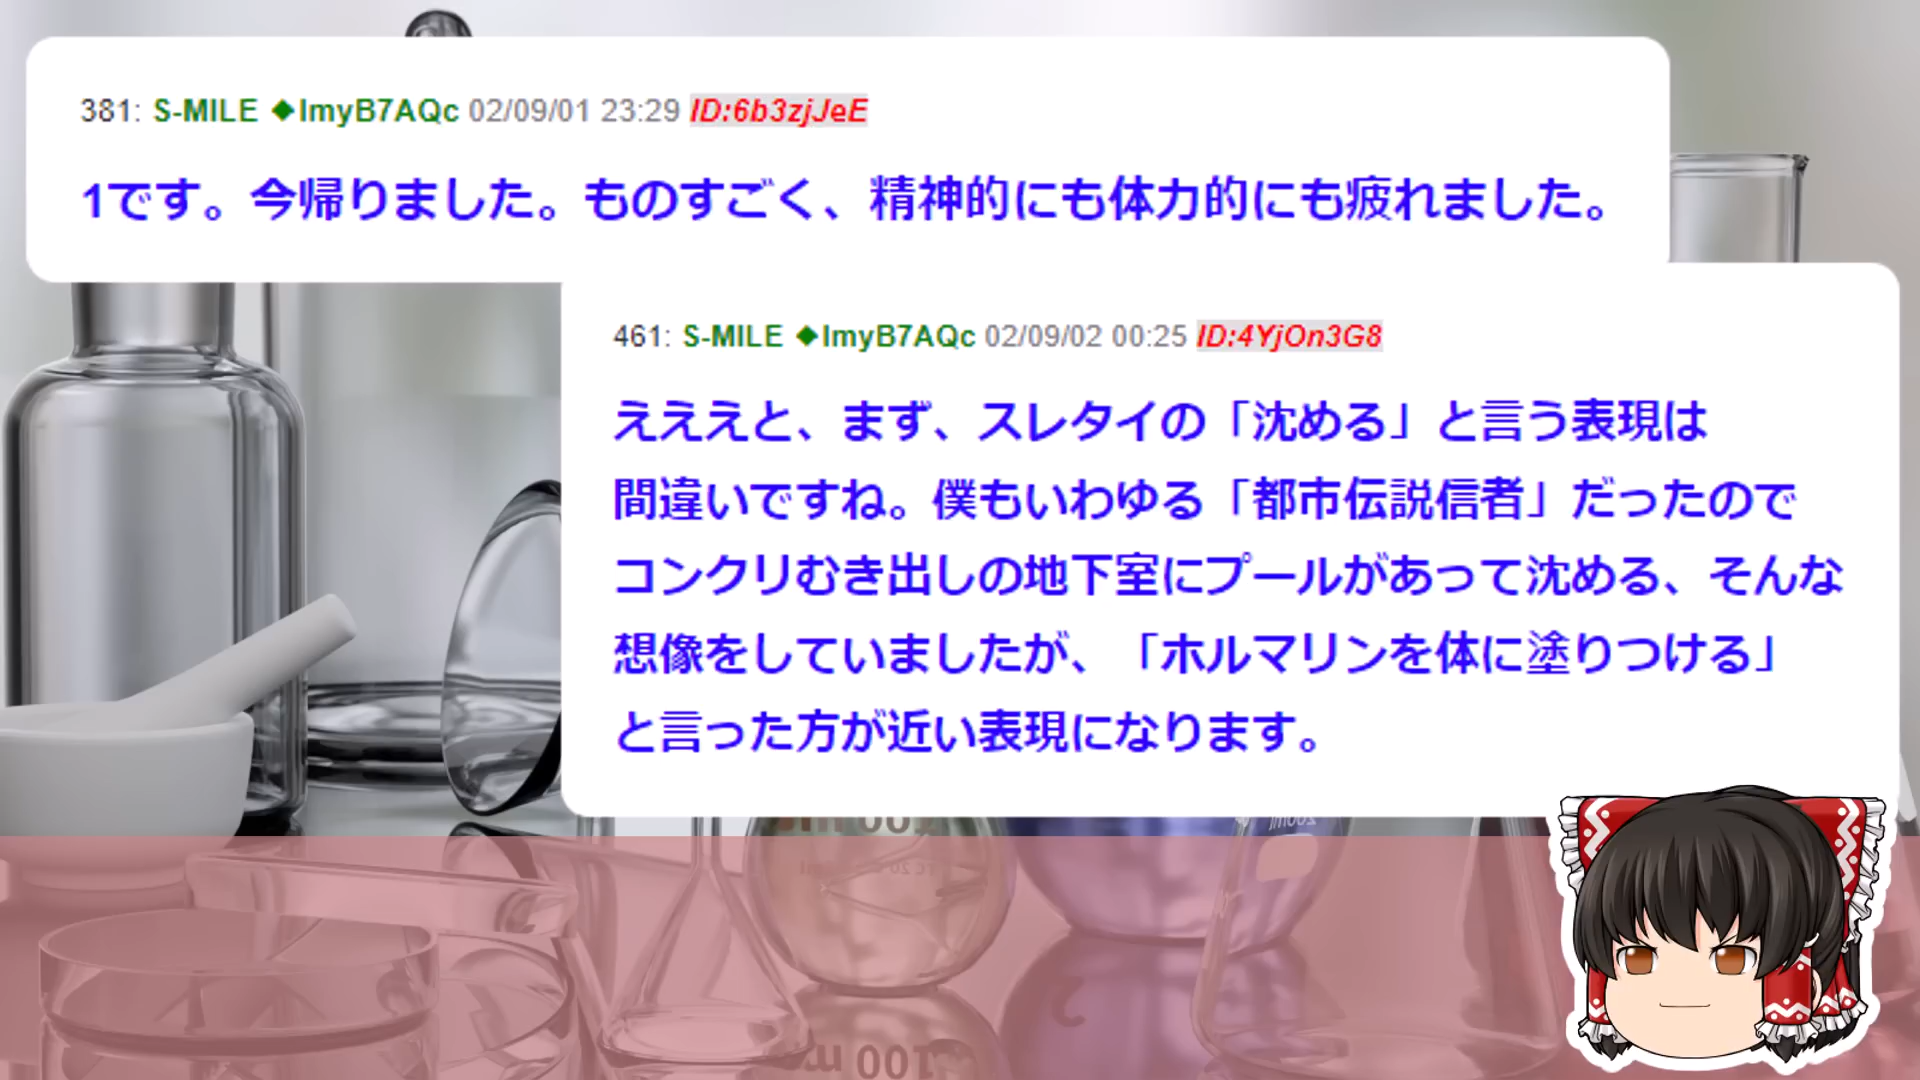 381: S-MILE ◆ImyB7AQc 02/09/01 23:29 ID:6b3zjJeE
1です。今帰りました。ものすごく、精神的にも体力的にも疲れました。
461: S-MILE ◆ImyB7AQc 02/09/02 00:25 ID:4YjOn3G8
えええと、まず、スレタイの「沈める」と言う表現は
間違いですね。僕もいわゆる「都市伝説信者」だったので
コンクリむき出しの地下室にプールがあって沈める、そんな
想像をしていましたが、「ホルマリンを体に塗りつける」
と言った方が近い表現になります。